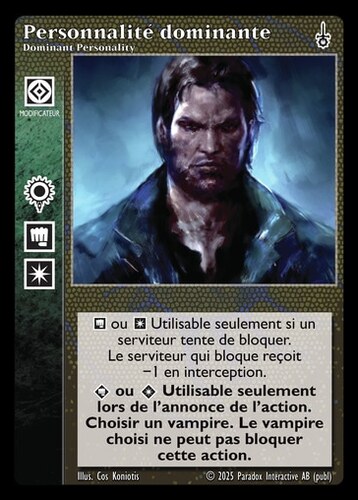 Personnalité dominante
Dominant Personality
MODIFICATEUR
ou Utilisable seulement si un
serviteur tente de bloquer.
Le serviteur qui bloque reçoit
−1 en interception.
ou Utilisable seulement
lors de l'annonce de l'action.
Choisir un vampire. Le vampire
choisi ne peut pas bloquer
cette action.
Illus. Cos Koniotis
© 2025 Paradox Interactive AB (publ)